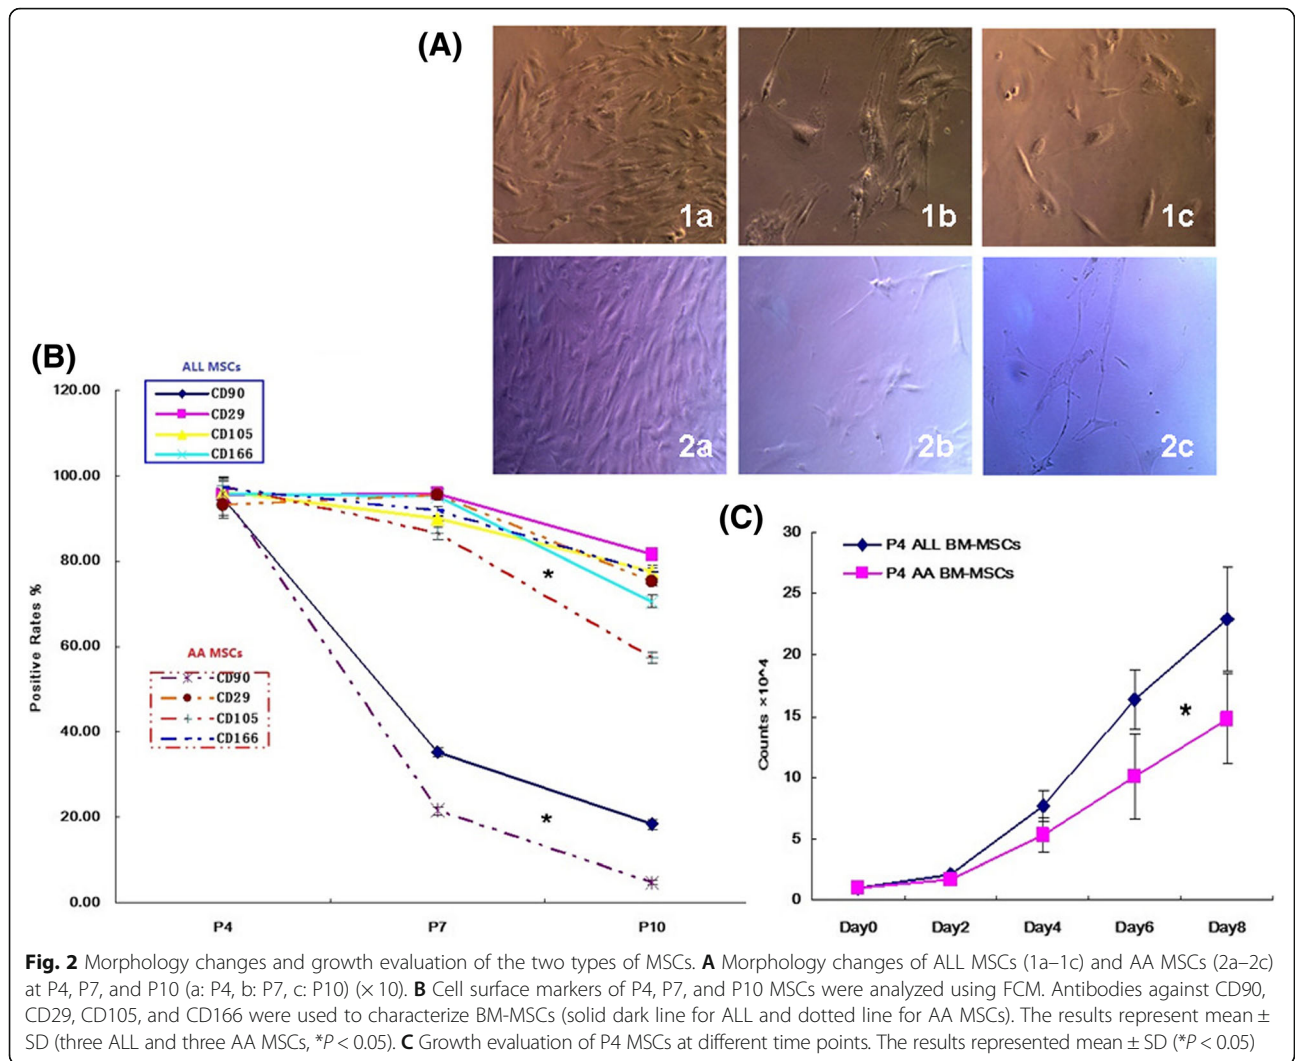 (A)
1a
1b
1c
2a
2b
2c
(B)
ALL MSCs
CD90
CD29
CD105
CD166
120.00
100.00
80.00
60.00
40.00
20.00
0.00
Positive Rates %
*
*
AA MSCs
CD90
CD29
CD105
CD166
P4
P7
P10
(C)
P4 ALL BM-MSCs
P4 AA BM-MSCs
30
25
20
15
10
5
0
Counts ×10^4
*
Day0
Day2
Day4
Day6
Day8
Fig. 2 Morphology changes and growth evaluation of the two types of MSCs. A Morphology changes of ALL MSCs (1a–1c) and AA MSCs (2a–2c)
at P4, P7, and P10 (a: P4, b: P7, c: P10) (× 10). B Cell surface markers of P4, P7, and P10 MSCs were analyzed using FCM. Antibodies against CD90,
CD29, CD105, and CD166 were used to characterize BM-MSCs (solid dark line for ALL and dotted line for AA MSCs). The results represent mean ±
SD (three ALL and three AA MSCs, *P < 0.05). C Growth evaluation of P4 MSCs at different time points. The results represented mean ± SD (*P < 0.05)